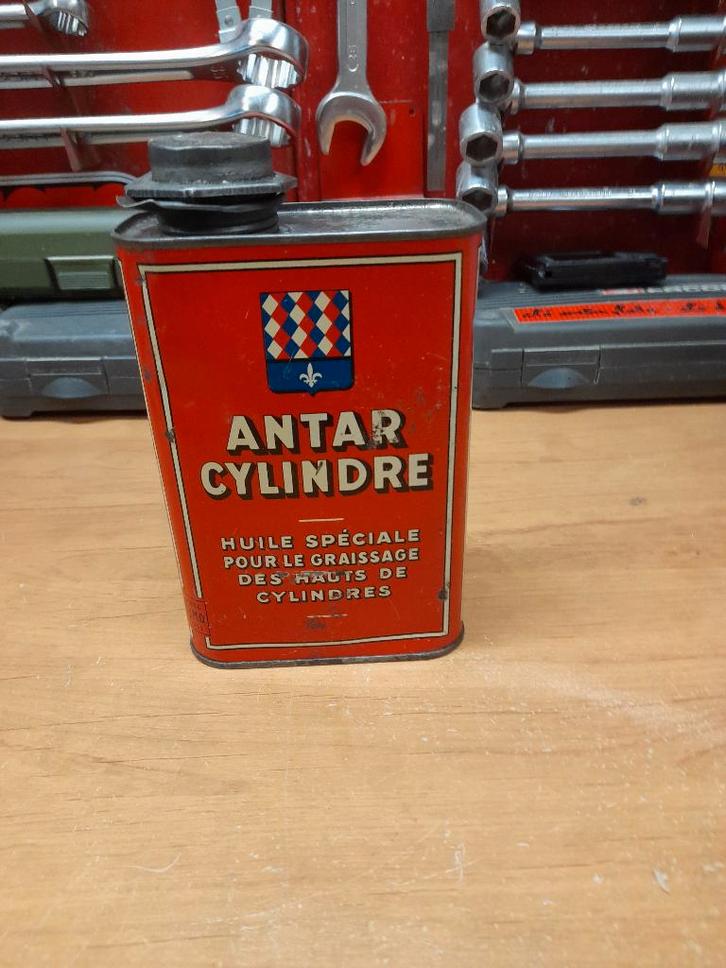 ANTAR
CYLINDRE
HUILE SPÉCIALE
POUR LE GRAISSAGE
DES HAUTS DE
CYLINDRES